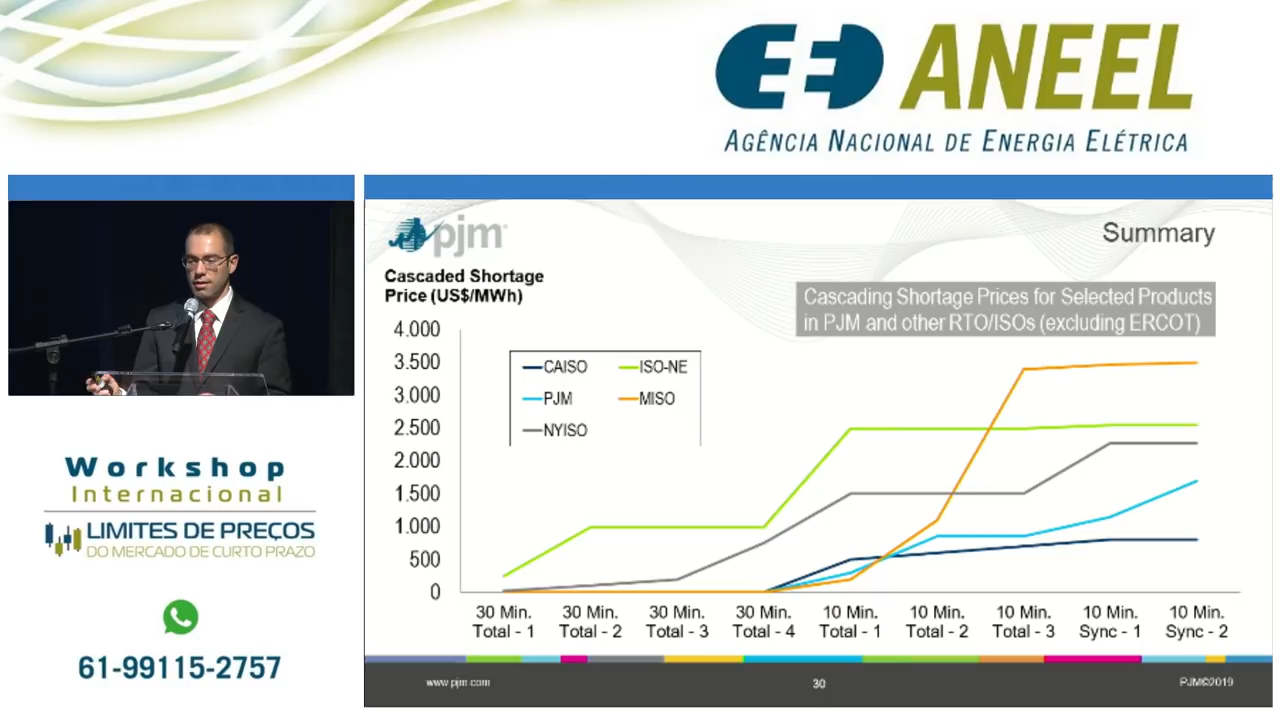 ANEEL
AGÊNCIA NACIONAL DE ENERGIA ELÉTRICA
pjm
Summary
Cascaded Shortage
Price (US$/MWh)
Cascading Shortage Prices for Selected Products
in PJM and other RTO/ISOs (excluding ERCOT)
4.000
3.500
3.000
2.500
2.000
1.500
1.000
500
0
CAISO
ISO-NE
PJM
MISO
NYISO
30 Min.
Total - 1
30 Min.
Total - 2
30 Min.
Total - 3
30 Min.
Total - 4
10 Min.
Total - 1
10 Min.
Total - 2
10 Min.
Total - 3
10 Min.
Sync - 1
10 Min.
Sync - 2
www.pjm.com
30
PJM©2019
Workshop
Internacional
LIMITES DE PREÇOS
DO MERCADO DE CURTO PRAZO
61-99115-2757